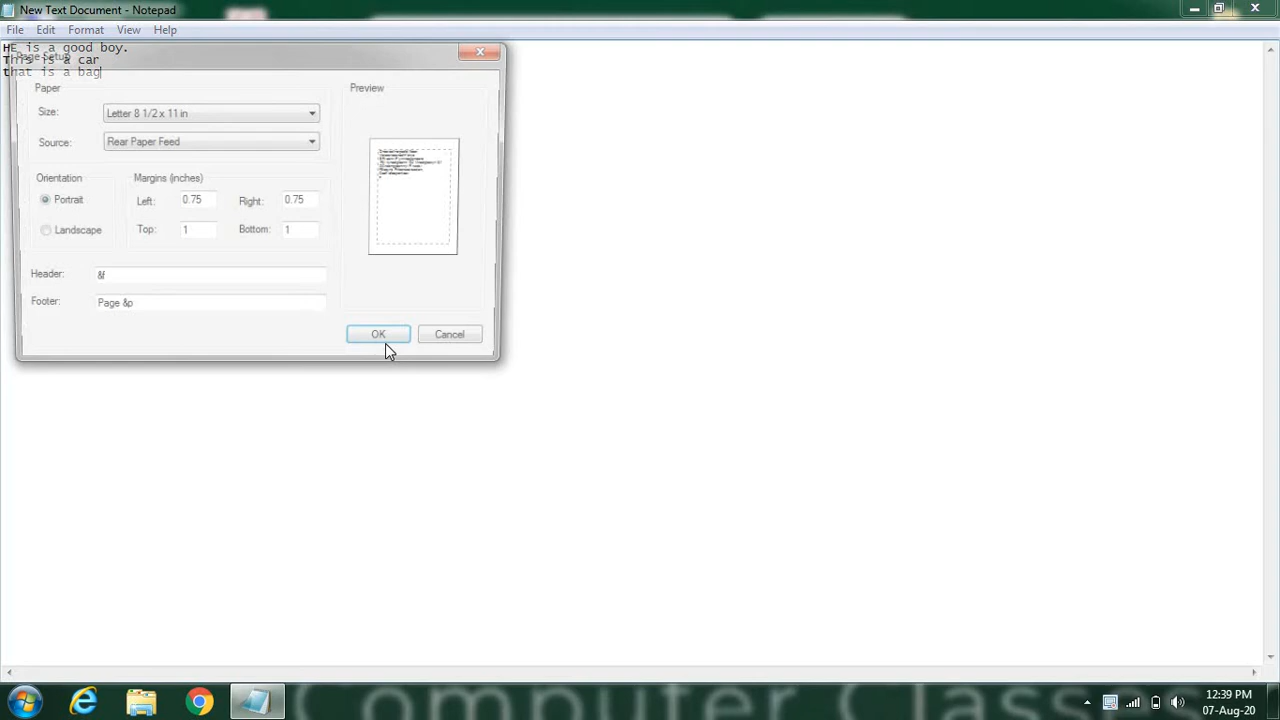 New Text Document - Notepad
File Edit Format View Help
HE is a good boy.
This is a car
that is a bag
Page Setup
Paper
Size: Letter 8 1/2 x 11 in
Source: Rear Paper Feed
Orientation
Portrait
Landscape
Margins (inches)
Left: 0.75 Right: 0.75
Top: 1 Bottom: 1
Header: &f
Footer: Page &p
Preview
OK Cancel
Computer Class
12:39 PM
07-Aug-20